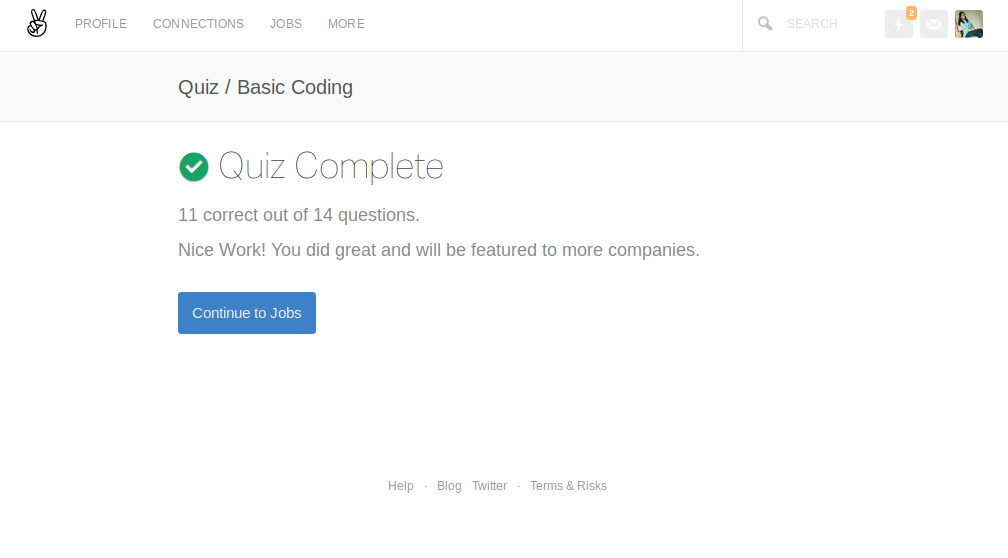 PROFILE CONNECTIONS JOBS MORE SEARCH 2
Quiz / Basic Coding
Quiz Complete
11 correct out of 14 questions.
Nice Work! You did great and will be featured to more companies.
Continue to Jobs
Help · Blog Twitter · Terms & Risks